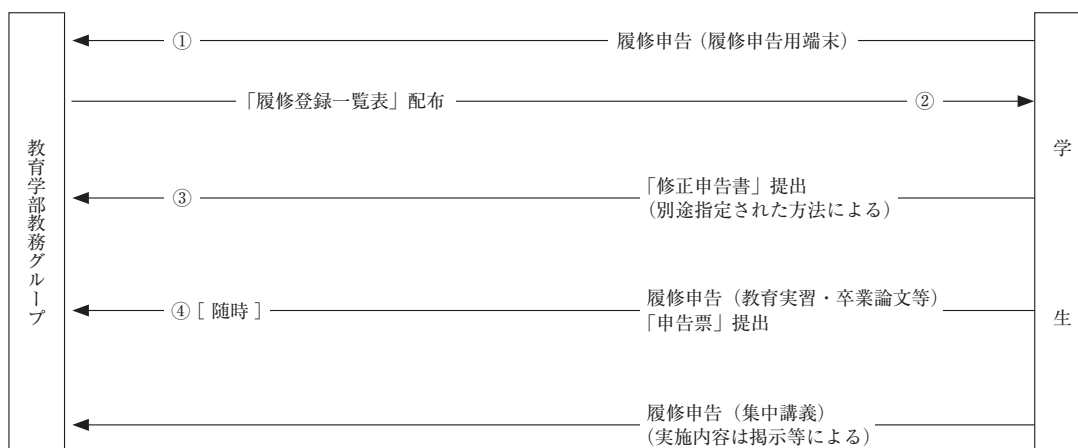 教育学部教務グループ
学生
① 履修申告（履修申告用端末）
「履修登録一覧表」配布 ②
③ 「修正申告書」提出
（別途指定された方法による）
④［ 随時 ］ 履修申告（教育実習・卒業論文等）
「申告票」提出
履修申告（集中講義）
（実施内容は掲示等による）